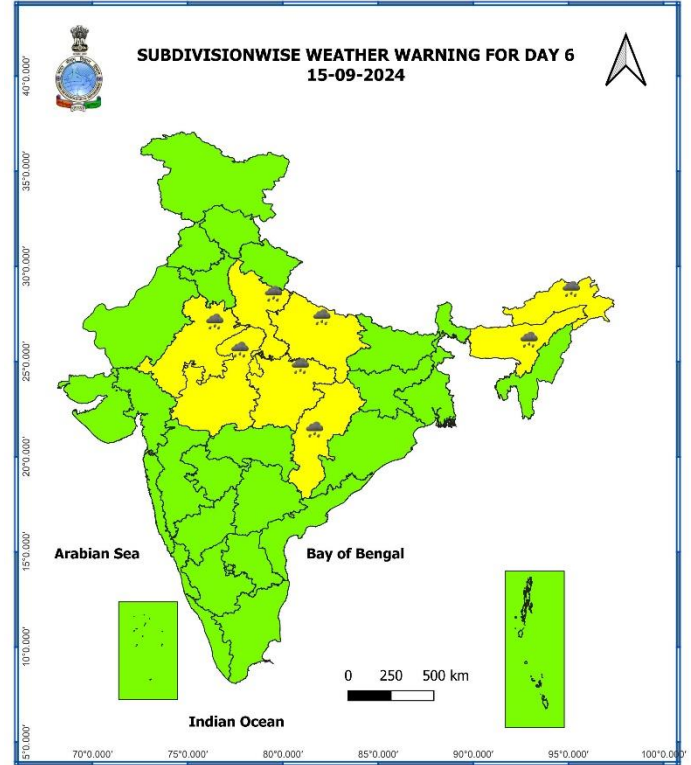 SUBDIVISIONWISE WEATHER WARNING FOR DAY 6
15-09-2024
40°0.000'
35°0.000'
30°0.000'
25°0.000'
20°0.000'
15°0.000'
10°0.000'
5°0.000'
Arabian Sea
Bay of Bengal
0 250 500 km
Indian Ocean
70°0.000' 75°0.000' 80°0.000' 85°0.000' 90°0.000' 95°0.000' 100°0.000'